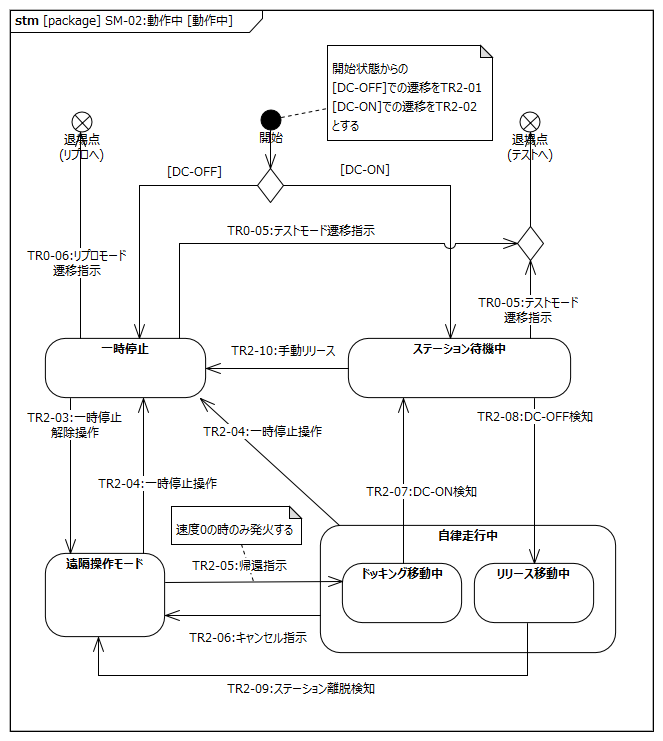 stm [package] SM-02:動作中 [動作中]
開始状態からの
[DC-OFF]での遷移をTR2-01
[DC-ON]での遷移をTR2-02
とする
退場点
(リプロへ)
開始
退場点
(テストへ)
[DC-OFF]
[DC-ON]
TR0-05:テストモード遷移指示
TR0-06:リプロモード
遷移指示
TR0-05:テストモード
遷移指示
一時停止
TR2-10:手動リリース
ステーション待機中
TR2-03:一時停止
解除操作
TR2-04:一時停止操作
TR2-08:DC-OFF検知
TR2-04:一時停止操作
TR2-07:DC-ON検知
速度0の時のみ発火する
自律走行中
遠隔操作モード
TR2-05:帰還指示
ドッキング移動中
リリース移動中
TR2-06:キャンセル指示
TR2-09:ステーション離脱検知